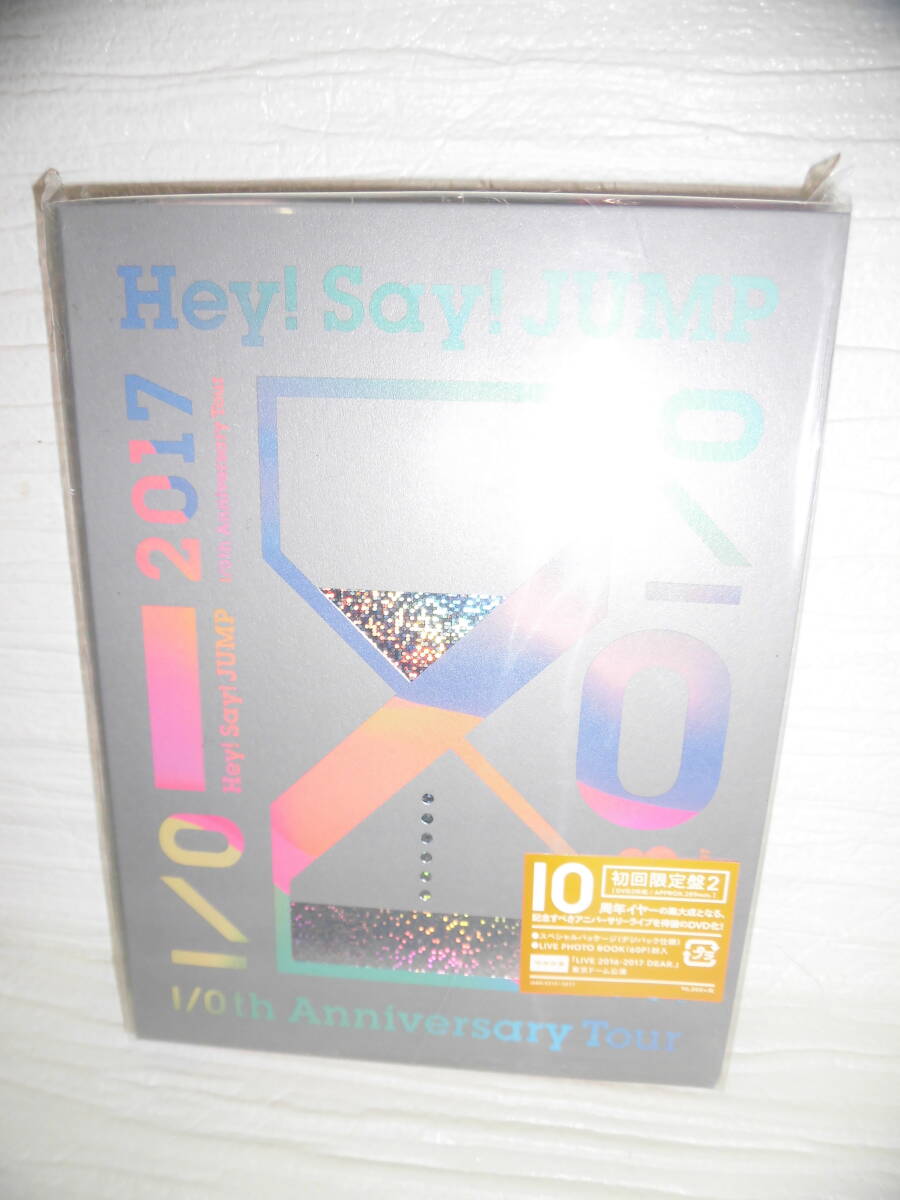 Hey! Say! JUMP
I/O
2017
Hey! Say! JUMP
I/Oth Anniversary Tour
I/O
I/Oth Anniversary Tour
10
初回限定盤2
周年イヤーの集大成となる、
記念すべきアニバーサリーライブを待望のDVD化!
●スペシャルパッケージ(デジパック仕様)
●LIVE PHOTO BOOK(60P)封入
「LIVE 2016-2017 DEAR.」
東京ドーム公演
プラ